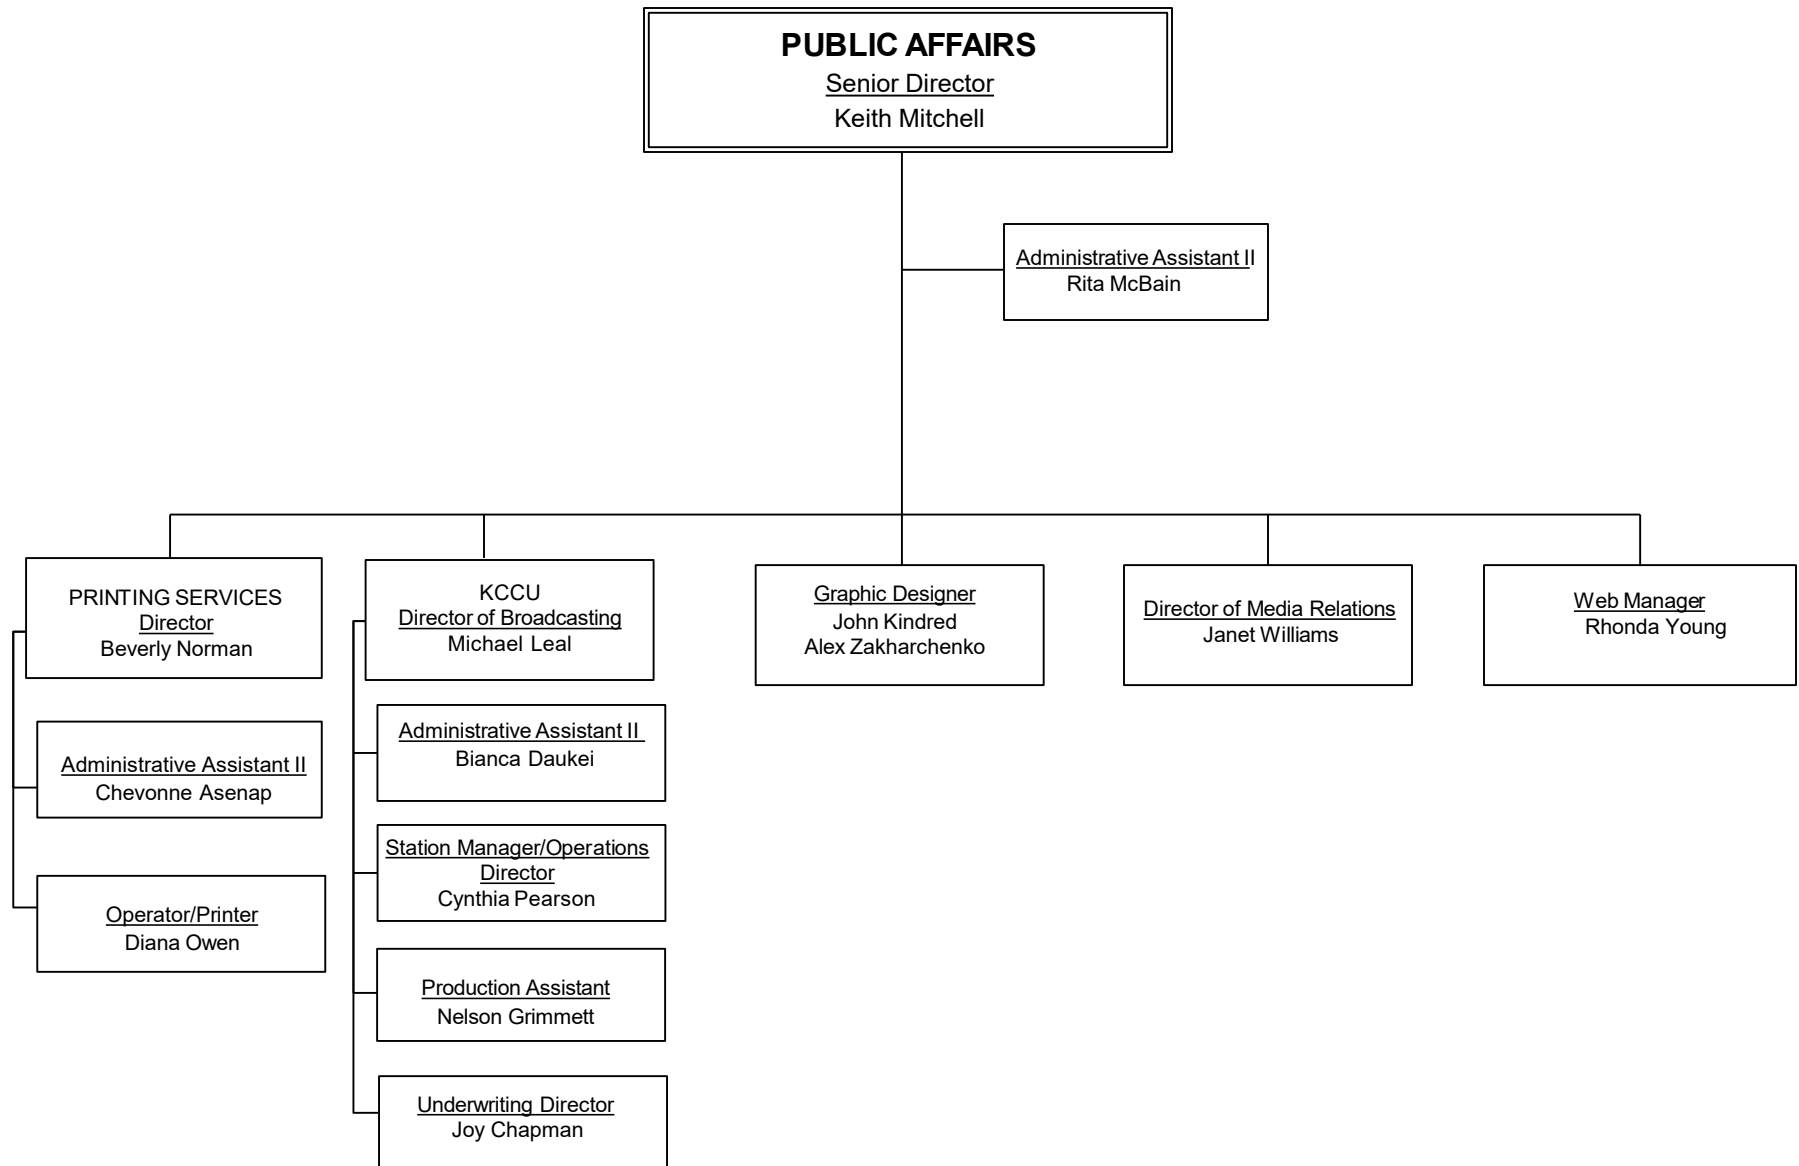 PUBLIC AFFAIRS
Senior Director
Keith Mitchell
Administrative Assistant II
Rita McBain
PRINTING SERVICES
Director
Beverly Norman
Administrative Assistant II
Chevonne Asenap
Operator/Printer
Diana Owen
KCCU
Director of Broadcasting
Michael Leal
Administrative Assistant II
Bianca Daukei
Station Manager/Operations
Director
Cynthia Pearson
Production Assistant
Nelson Grimmett
Underwriting Director
Joy Chapman
Graphic Designer
John Kindred
Alex Zakharchenko
Director of Media Relations
Janet Williams
Web Manager
Rhonda Young